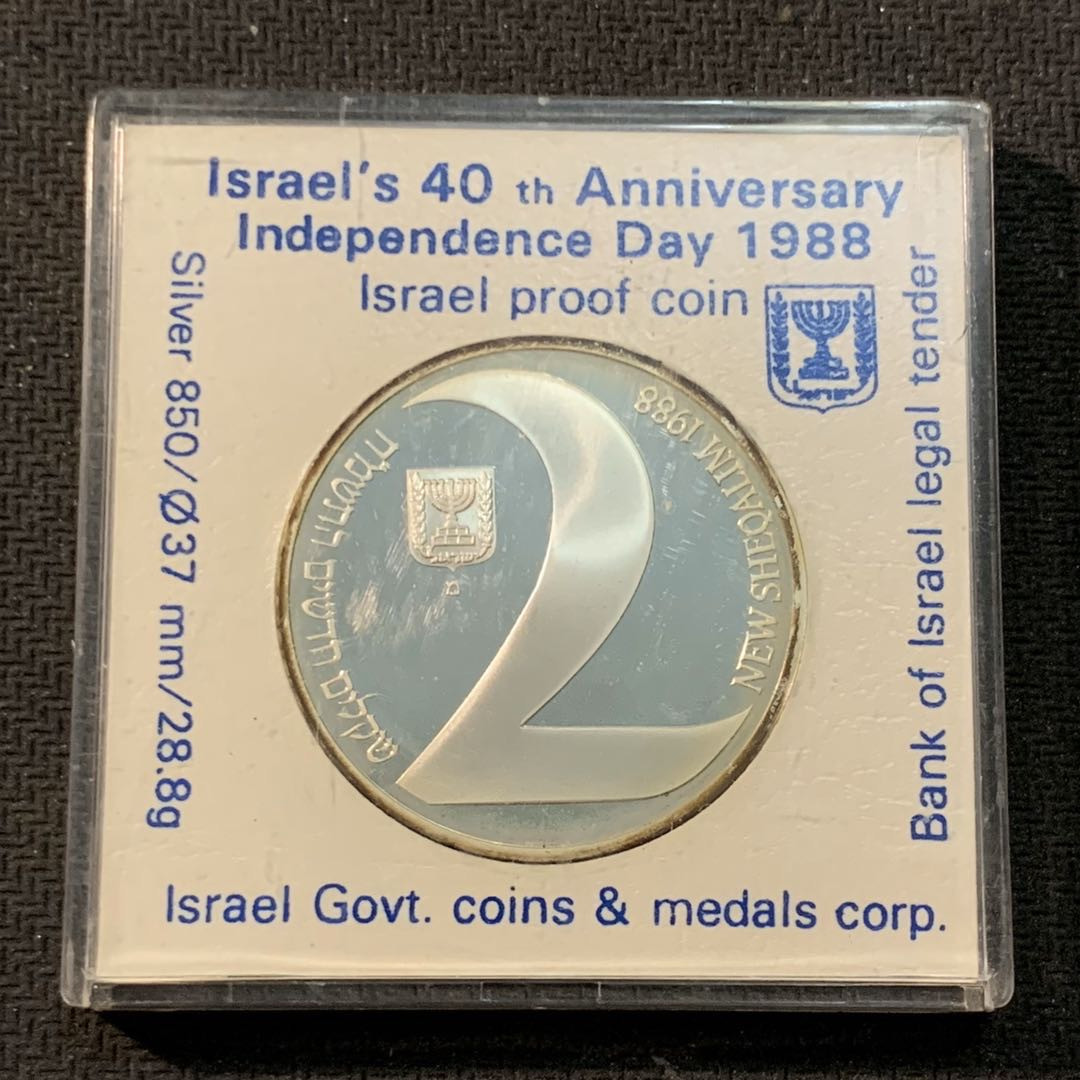 Israel's 40 th Anniversary
Independence Day 1988
Israel proof coin
Silver 850/Ø37 mm/28.8g
Bank of Israel legal tender
NEW SHEQALIM 1988
2
מ
Israel Govt. coins & medals corp.